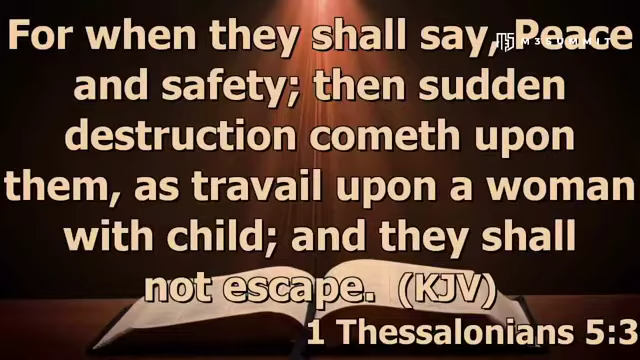 For when they shall say, Peace
M3SUMMIT
and safety; then sudden
destruction cometh upon
them, as travail upon a woman
with child; and they shall
not escape. (KJV)
1 Thessalonians 5:3